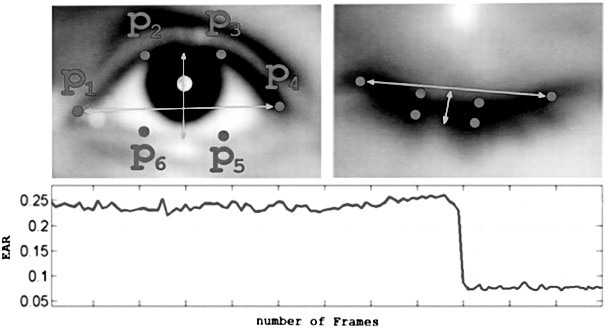 p2 p3
p1 p4
p6 p5
0.25
0.2
0.15
0.1
0.05
EAR
number of Frames